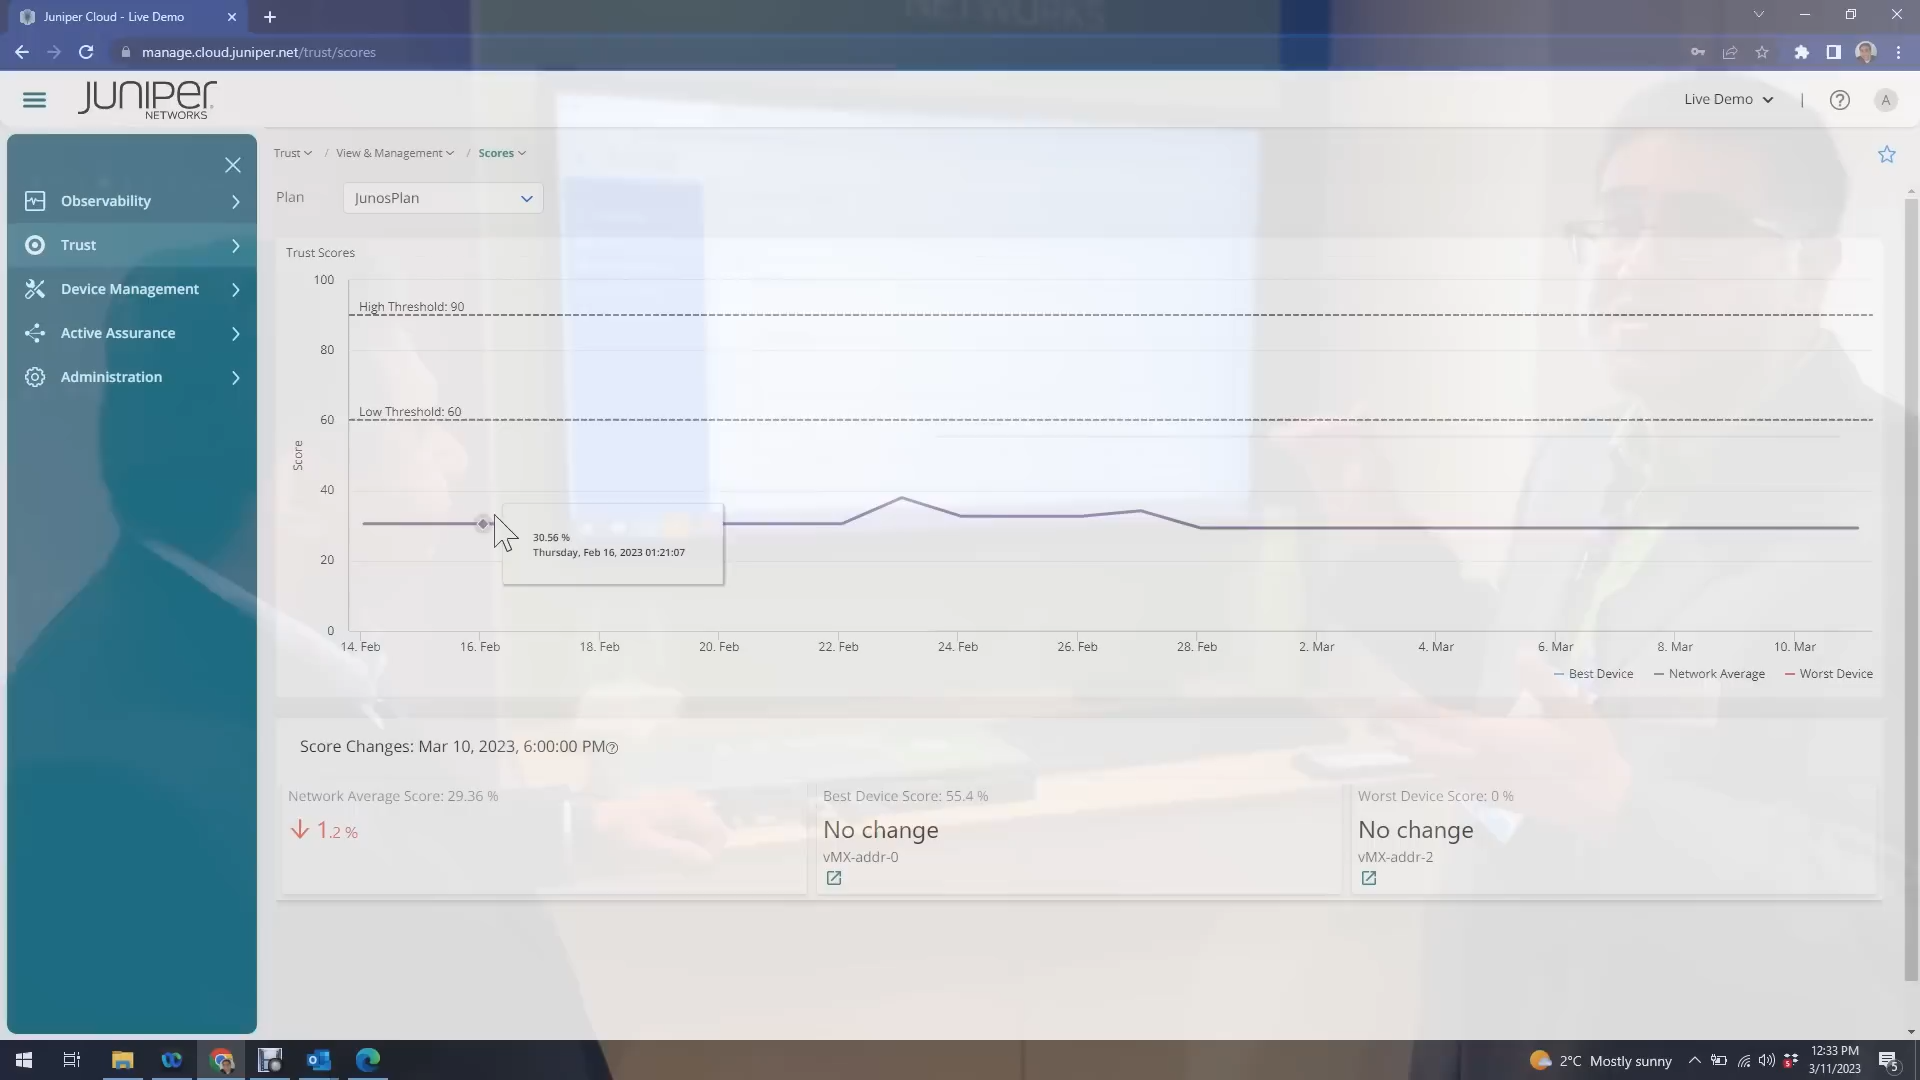 Juniper Cloud - Live Demo
manage.cloud.juniper.net/trust/scores
NETWORKS
JUNIPER
NETWORKS
Live Demo
A
Trust / View & Management / Scores
Plan
JunosPlan
Observability
Trust
Device Management
Active Assurance
Administration
Trust Scores
100
High Threshold: 90
80
Low Threshold: 60
60
Score
40
30.56 %
Thursday, Feb 16, 2023 01:21:07
20
0
14. Feb 16. Feb 18. Feb 20. Feb 22. Feb 24. Feb 26. Feb 28. Feb 2. Mar 4. Mar 6. Mar 8. Mar 10. Mar
Best Device Network Average Worst Device
Score Changes: Mar 10, 2023, 6:00:00 PM
Network Average Score: 29.36 %
1.2 %
Best Device Score: 55.4 %
No change
vMX-addr-0
Worst Device Score: 0 %
No change
vMX-addr-2
2°C Mostly sunny
12:33 PM
3/11/2023
5